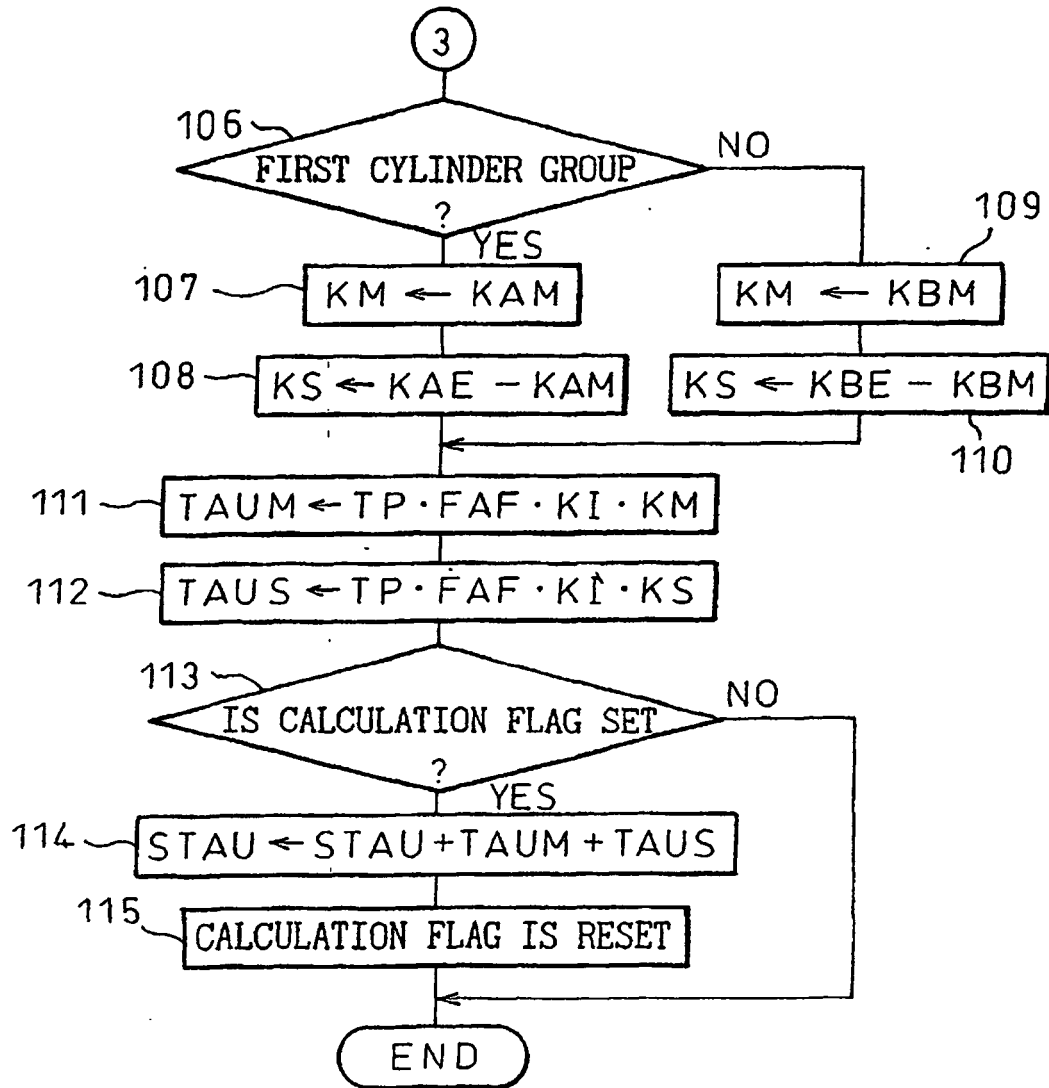 3
106
FIRST CYLINDER GROUP
?
NO
YES
109
107
KM ← KAM
KM ← KBM
108
KS ← KAE − KAM
KS ← KBE − KBM
110
111
TAUM ← TP · FAF · KI · KM
112
TAUS ← TP · FAF · KI · KS
113
IS CALCULATION FLAG SET
?
NO
YES
114
STAU ← STAU + TAUM + TAUS
115
CALCULATION FLAG IS RESET
END